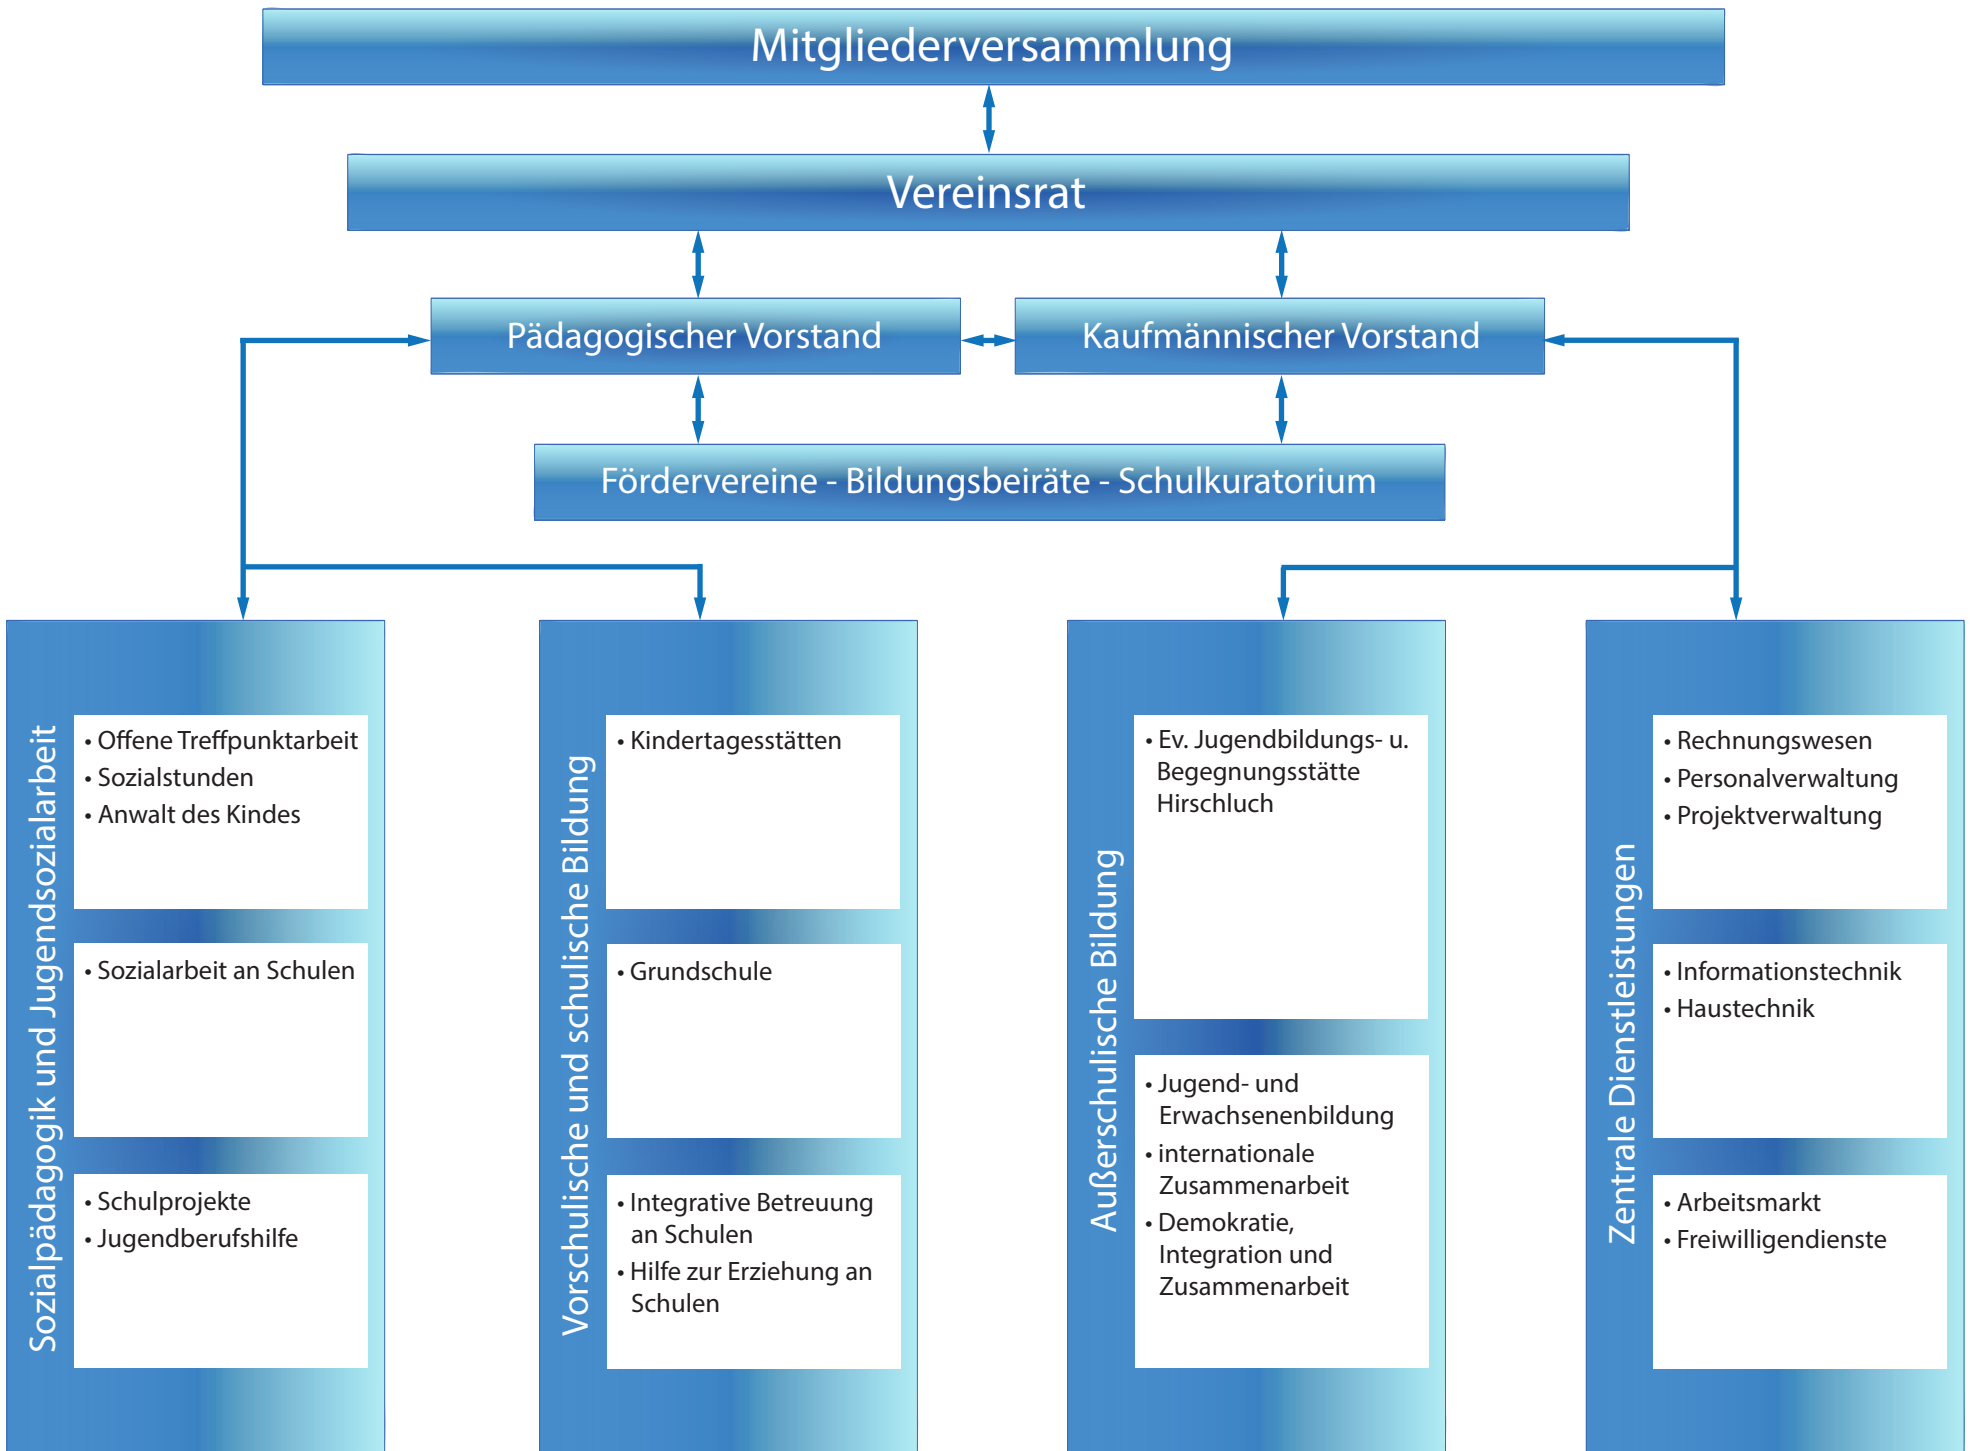 Mitgliederversammlung
Vereinsrat
Pädagogischer Vorstand
Kaufmännischer Vorstand
Fördervereine - Bildungsbeiräte - Schulkuratorium
Sozialpädagogik und Jugendsozialarbeit
• Offene Treffpunktarbeit
• Sozialstunden
• Anwalt des Kindes
• Sozialarbeit an Schulen
• Schulprojekte
• Jugendberufshilfe
Vorschulische und schulische Bildung
• Kindertagesstätten
• Grundschule
• Integrative Betreuung
an Schulen
• Hilfe zur Erziehung an
Schulen
Außerschulische Bildung
• Ev. Jugendbildungs- u.
Begegnungsstätte
Hirschluch
• Jugend- und
Erwachsenenbildung
• internationale
Zusammenarbeit
• Demokratie,
Integration und
Zusammenarbeit
Zentrale Dienstleistungen
• Rechnungswesen
• Personalverwaltung
• Projektverwaltung
• Informationstechnik
• Haustechnik
• Arbeitsmarkt
• Freiwilligendienste